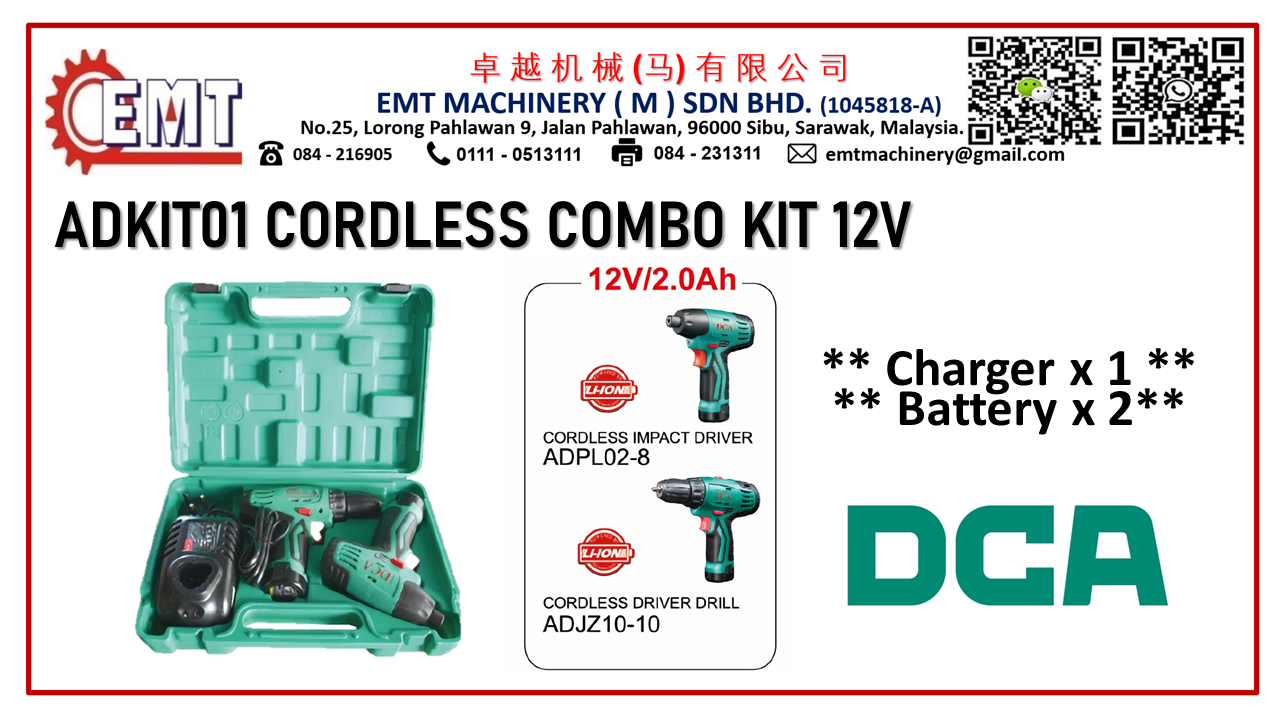 EMT
卓越机械(马)有限公司
EMT MACHINERY ( M ) SDN BHD. (1045818-A)
No.25, Lorong Pahlawan 9, Jalan Pahlawan, 96000 Sibu, Sarawak, Malaysia.
084 - 216905 0111 - 0513111 084 - 231311 emtmachinery@gmail.com
ADKIT01 CORDLESS COMBO KIT 12V
12V/2.0Ah
DCA
LI-ION
CORDLESS IMPACT DRIVER
ADPL02-8
DCA
LI-ION
CORDLESS DRIVER DRILL
ADJZ10-10
DCA
** Charger x 1 **
** Battery x 2**
DCA